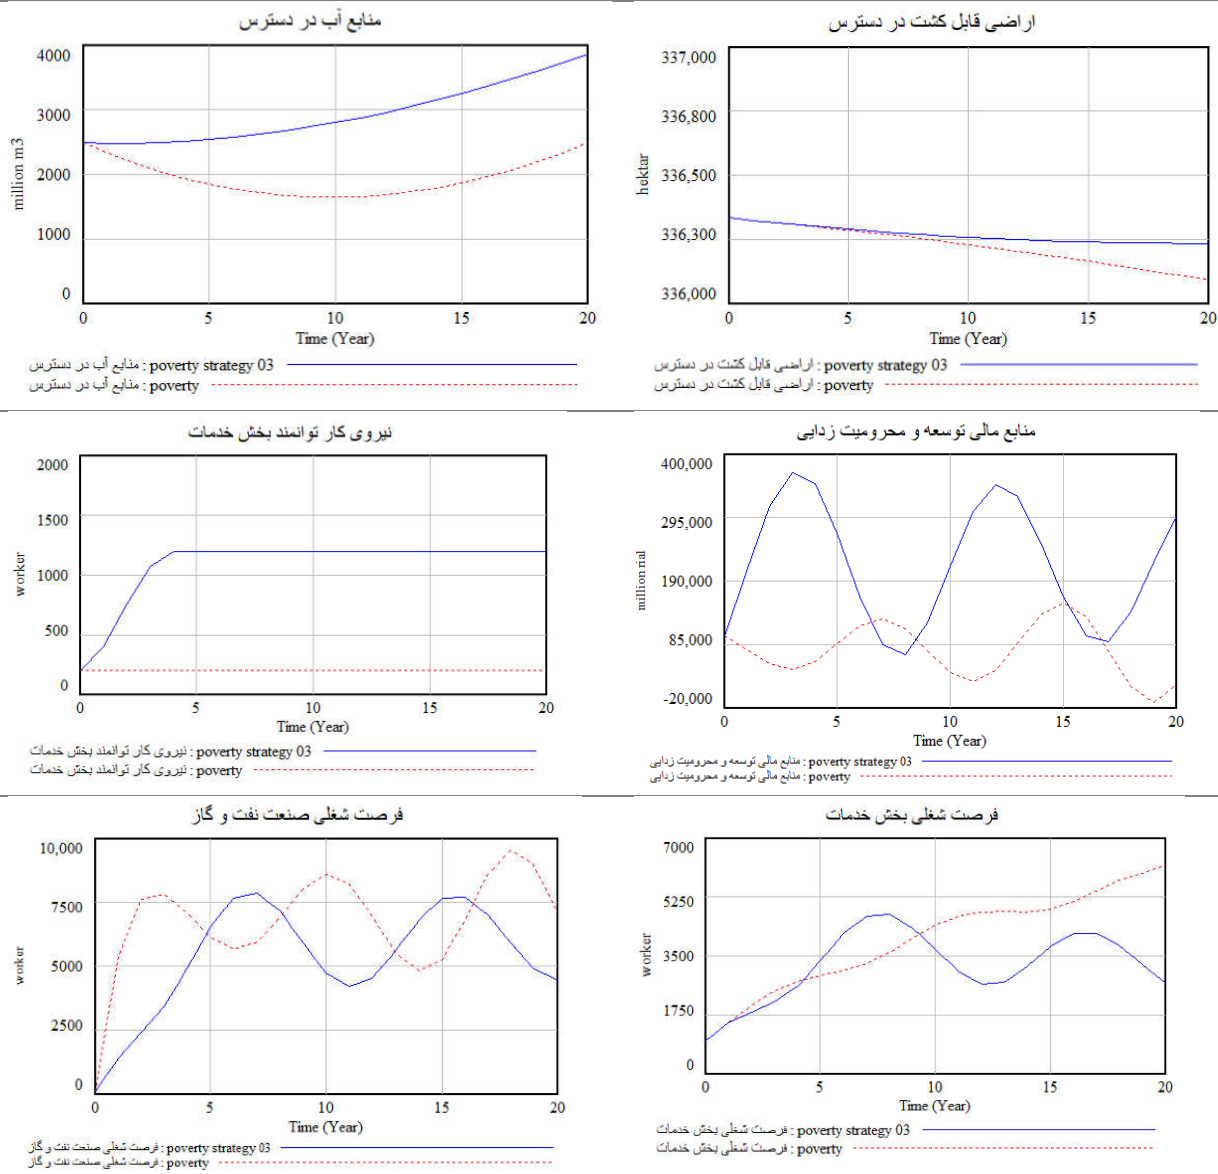 منابع آب در دسترس
4000
3000
2000
1000
0
million m3
0 5 10 15 20
Time (Year)
منابع آب در دسترس : poverty strategy 03
منابع آب در دسترس : poverty
اراضی قابل کشت در دسترس
337,000
336,800
336,500
336,300
336,000
hektar
0 5 10 15 20
Time (Year)
اراضی قابل کشت در دسترس : poverty strategy 03
اراضی قابل کشت در دسترس : poverty
نیروی کار توانمند بخش خدمات
2000
1500
1000
500
0
worker
0 5 10 15 20
Time (Year)
نیروی کار توانمند بخش خدمات : poverty strategy 03
نیروی کار توانمند بخش خدمات : poverty
منابع مالی توسعه و محرومیت زدایی
400,000
295,000
190,000
85,000
-20,000
million rial
0 5 10 15 20
Time (Year)
منابع مالی توسعه و محرومیت زدایی : poverty strategy 03
منابع مالی توسعه و محرومیت زدایی : poverty
فرصت شغلی صنعت نفت و گاز
10,000
7500
5000
2500
0
worker
0 5 10 15 20
Time (Year)
فرصت شغلی صنعت نفت و گاز : poverty strategy 03
فرصت شغلی صنعت نفت و گاز : poverty
فرصت شغلی بخش خدمات
7000
5250
3500
1750
0
worker
0 5 10 15 20
Time (Year)
فرصت شغلی بخش خدمات : poverty strategy 03
فرصت شغلی بخش خدمات : poverty